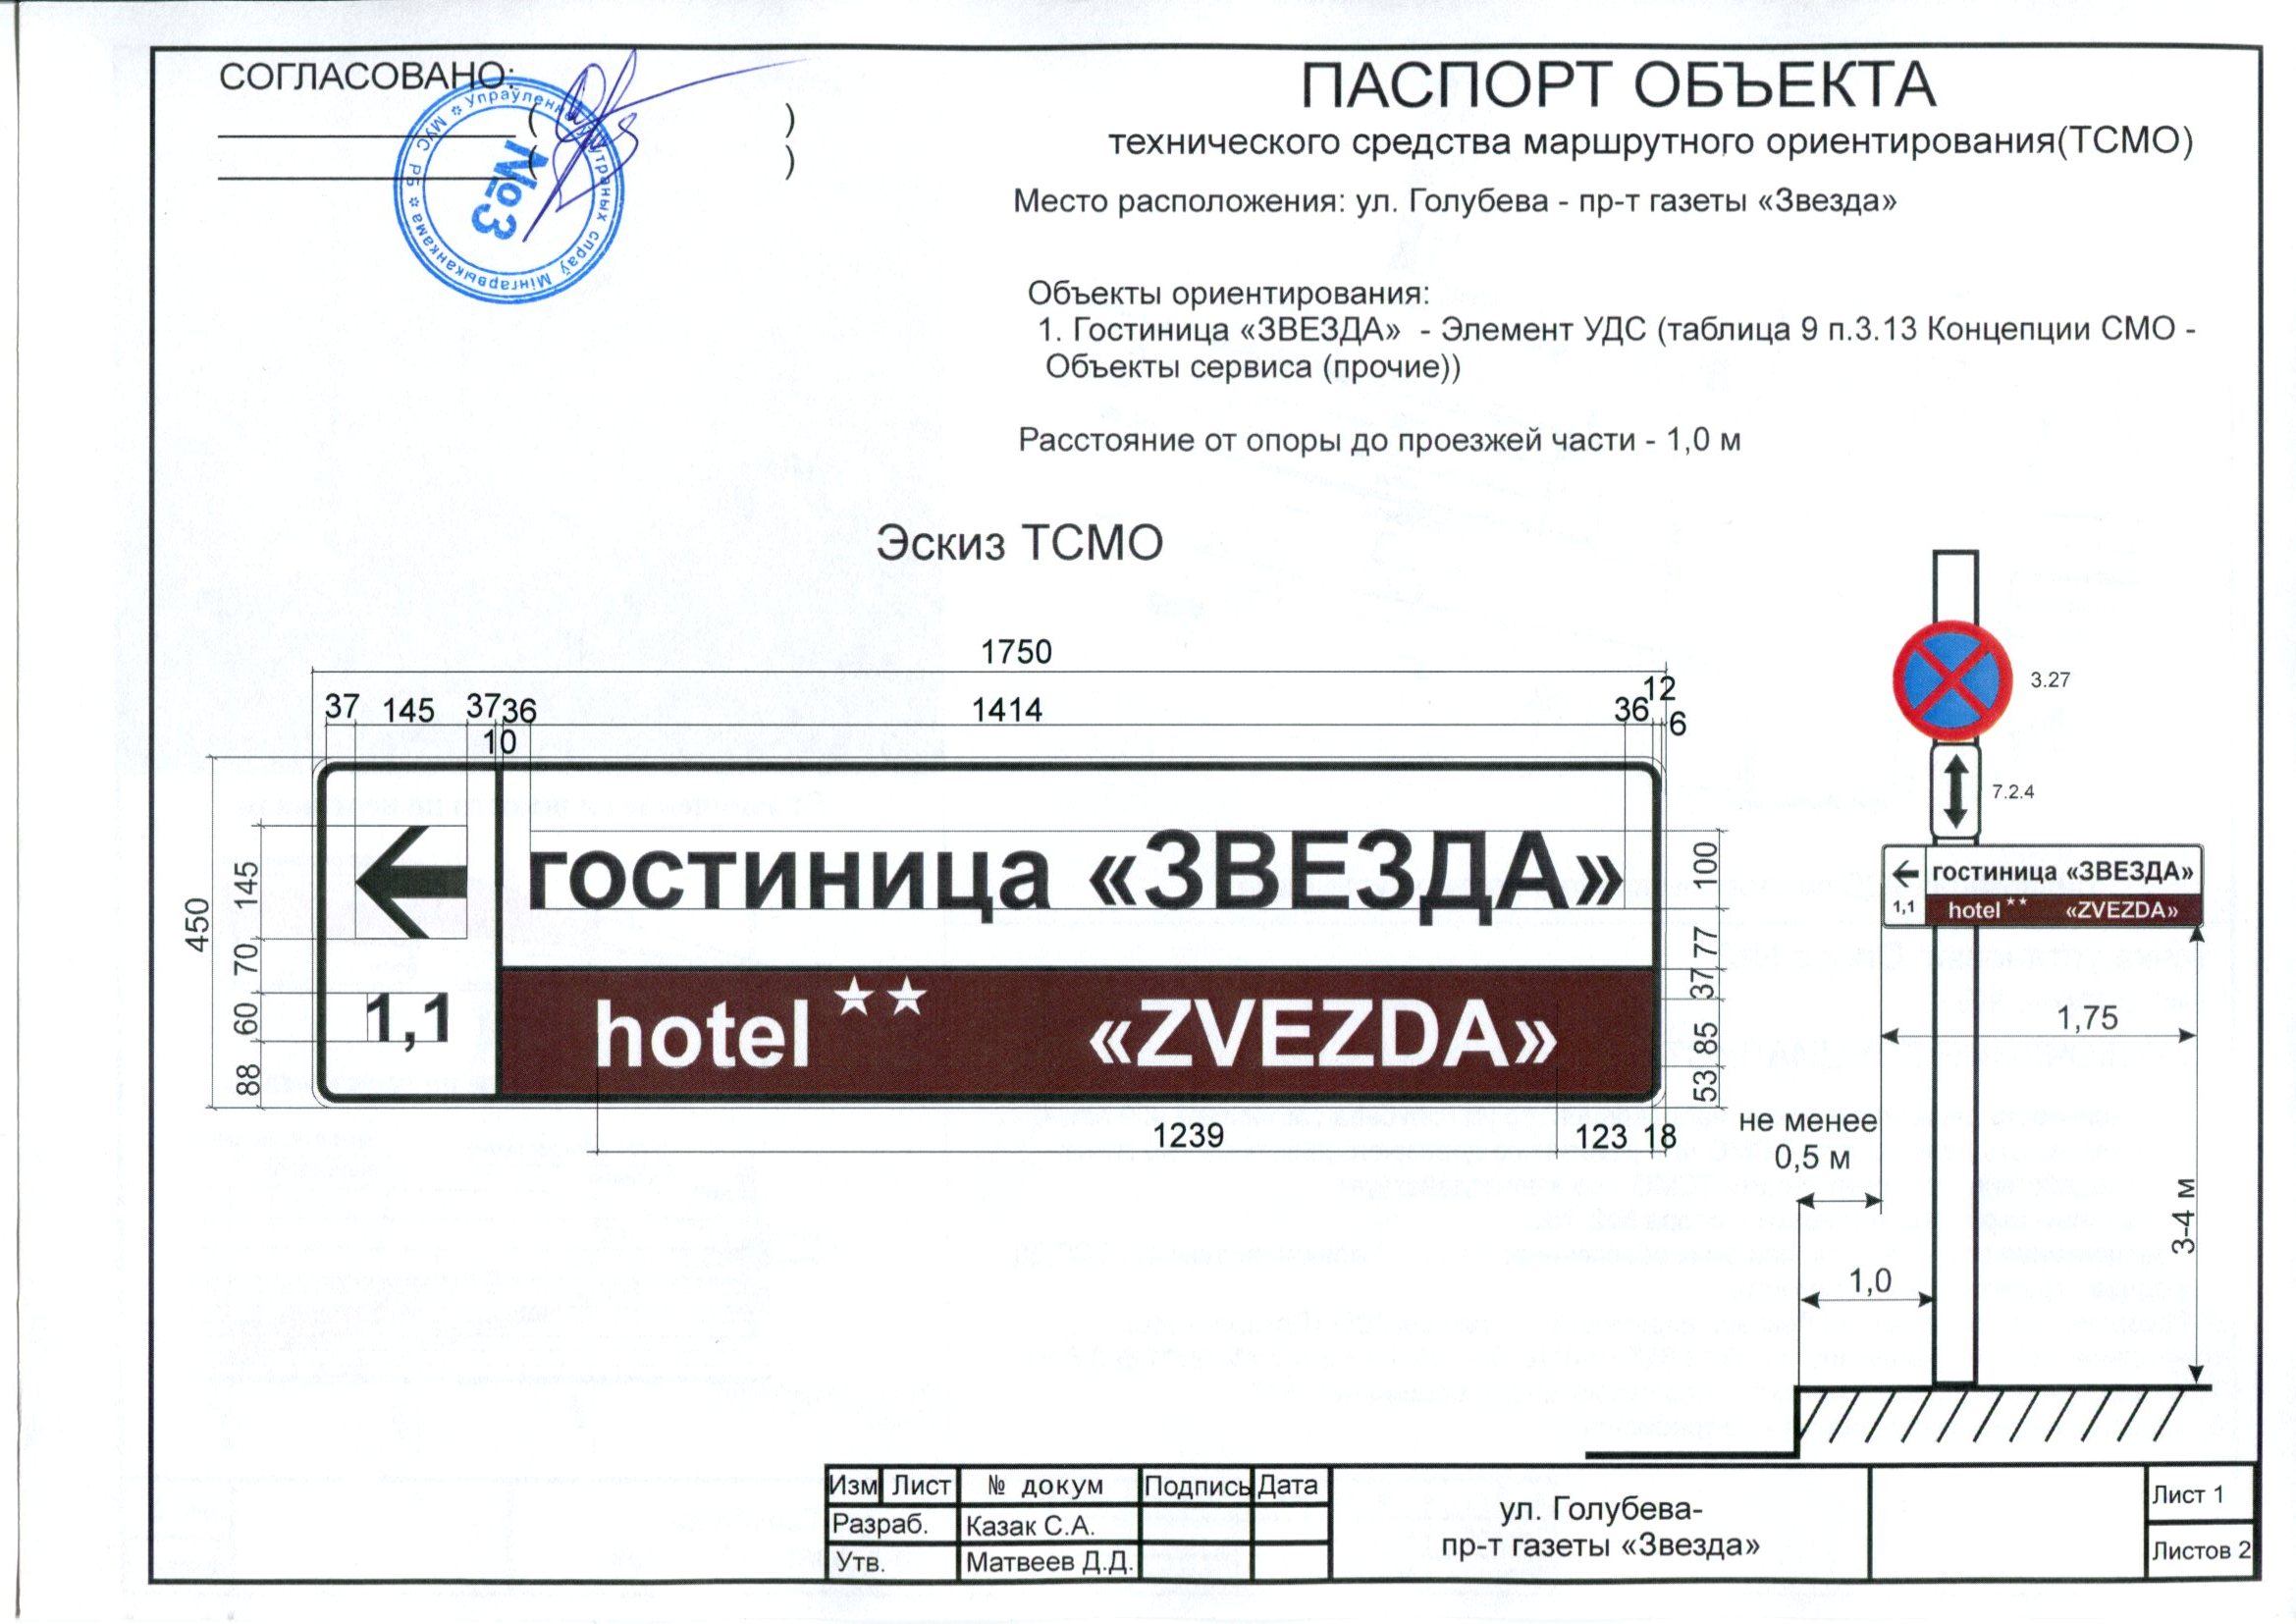 СОГЛАСОВАНО:
( )
( )
Упраўленне ўнутраных спраў Мінгарвыканкама ✲ МУС РБ ✲
№3
ПАСПОРТ ОБЪЕКТА
технического средства маршрутного ориентирования(ТСМО)
Место расположения: ул. Голубева - пр-т газеты «Звезда»
Объекты ориентирования:
1. Гостиница «ЗВЕЗДА» - Элемент УДС (таблица 9 п.3.13 Концепции СМО -
Объекты сервиса (прочие))
Расстояние от опоры до проезжей части - 1,0 м
Эскиз ТСМО
1750
37 145 37 36 1414 36 12
10 6
450
145
70
60
88
гостиница «ЗВЕЗДА»
1,1
hotel ★★ «ZVEZDA»
100
77
37
85
53
1239 123 18
3.27
7.2.4
гостиница «ЗВЕЗДА»
1,1 hotel ★★ «ZVEZDA»
1,75
не менее
0,5 м
3-4 м
1,0
Изм Лист № докум Подпись Дата
Разраб. Казак С.А.
Утв. Матвеев Д.Д.
ул. Голубева-
пр-т газеты «Звезда»
Лист 1
Листов 2